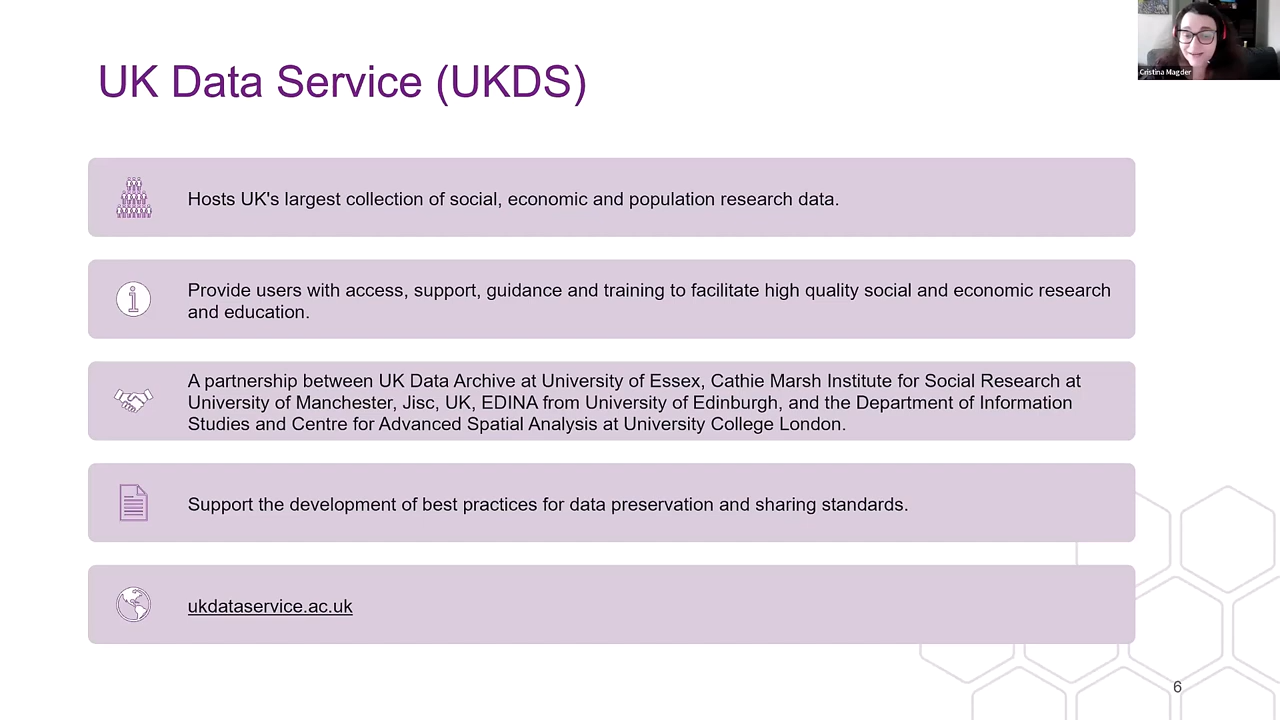 Cristina Magder
UK Data Service (UKDS)
Hosts UK's largest collection of social, economic and population research data.
Provide users with access, support, guidance and training to facilitate high quality social and economic research
and education.
A partnership between UK Data Archive at University of Essex, Cathie Marsh Institute for Social Research at
University of Manchester, Jisc, UK, EDINA from University of Edinburgh, and the Department of Information
Studies and Centre for Advanced Spatial Analysis at University College London.
Support the development of best practices for data preservation and sharing standards.
ukdataservice.ac.uk
6